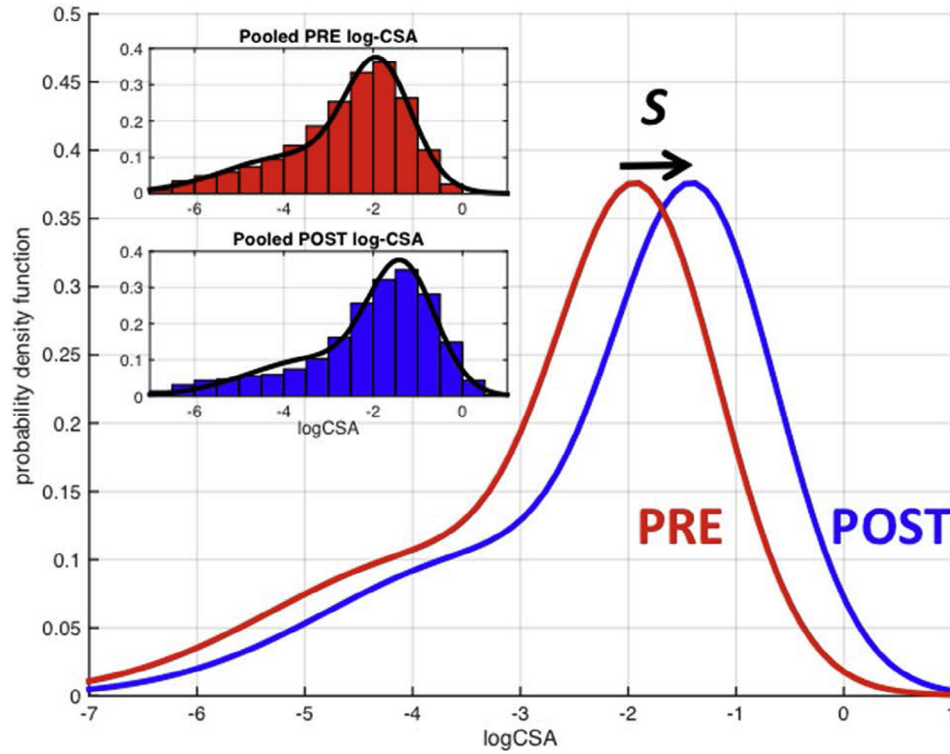 0.5
0.45
0.4
0.35
0.3
0.25
0.2
0.15
0.1
0.05
0
probability density function
Pooled PRE log-CSA
0.4
0.3
0.2
0.1
0
-6 -4 -2 0
Pooled POST log-CSA
0.4
0.3
0.2
0.1
0
-6 -4 -2 0
logCSA
S
PRE
POST
-7 -6 -5 -4 -3 -2 -1 0 1
logCSA